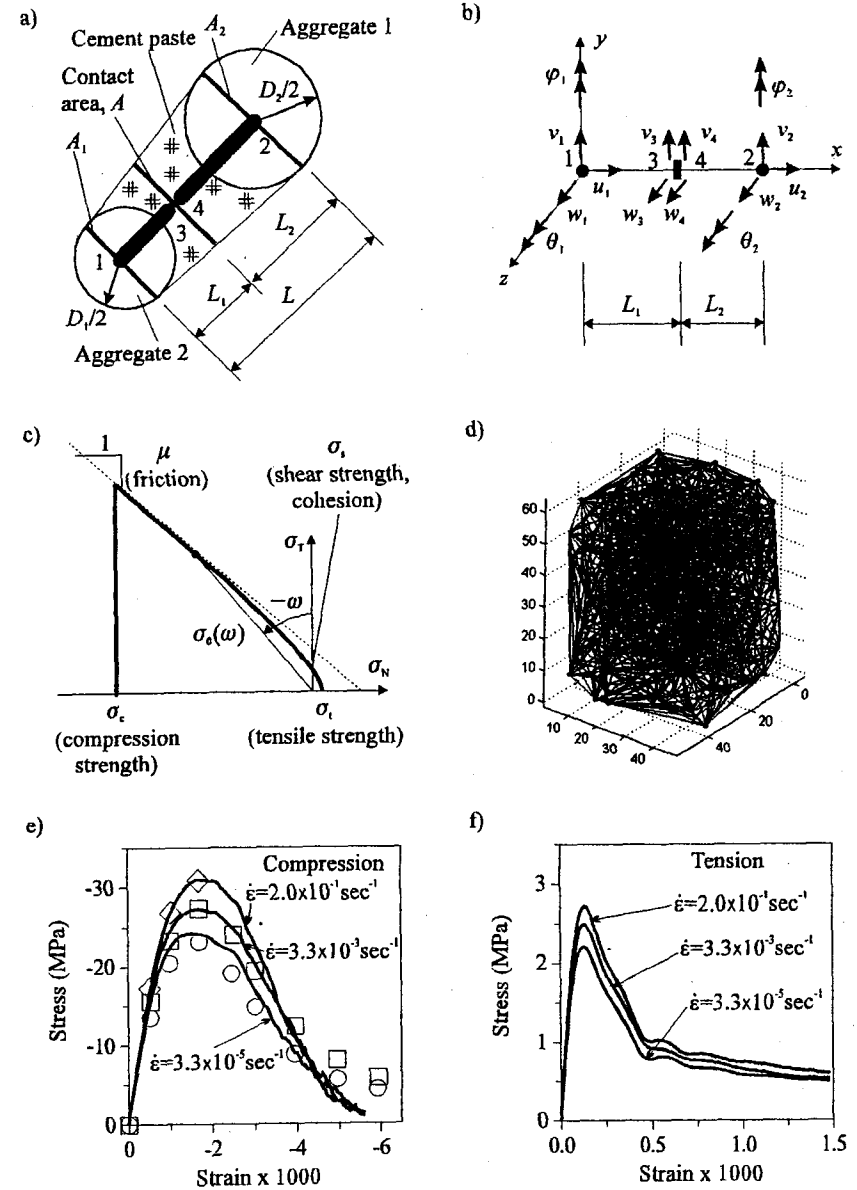 a)
Cement paste
A₂
Aggregate 1
Contact
area, A
D₂/2
A₁
2
4
3
1
L₂
L₁
L
D₁/2
Aggregate 2
b)
y
φ₁
φ₂
v₁
v₃
v₄
v₂
x
1
3
4
2
u₁
u₂
w₁
w₃
w₄
w₂
θ₁
θ₂
z
L₁
L₂
c)
1
μ
(friction)
σₛ
(shear strength,
cohesion)
σ_T
−ω
σ₀(ω)
σ_N
σ_c
σₜ
(compression
strength)
(tensile strength)
d)
60
50
40
30
20
10
0
10
20
30
40
40
20
0
e)
Compression
-30
-20
-10
0
Stress (MPa)
ε̇=2.0x10⁻¹sec⁻¹
ε̇=3.3x10⁻³sec⁻¹
ε̇=3.3x10⁻⁵sec⁻¹
0
-2
-4
-6
Strain x 1000
f)
Tension
3
2
1
0
Stress (MPa)
ε̇=2.0x10⁻¹sec⁻¹
ε̇=3.3x10⁻³sec⁻¹
ε̇=3.3x10⁻⁵sec⁻¹
0.0
0.5
1.0
1.5
Strain x 1000